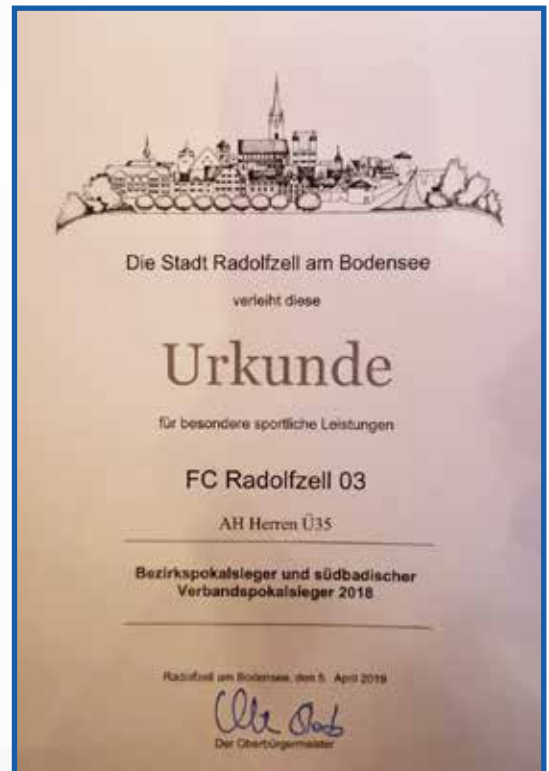 Die Stadt Radolfzell am Bodensee
verleiht diese
Urkunde
für besondere sportliche Leistungen
FC Radolfzell 03
AH Herren Ü35
Bezirkspokalsieger und südbadischer
Verbandspokalsieger 2018
Radolfzell am Bodensee, den 5. April 2019
Der Oberbürgermeister